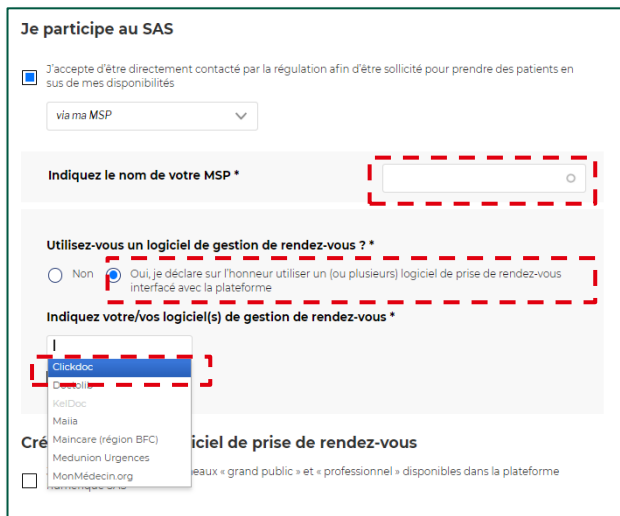 Je participe au SAS
J'accepte d'être directement contacté par la régulation afin d'être sollicité pour prendre des patients en
sus de mes disponibilités
via ma MSP
Indiquez le nom de votre MSP *
Utilisez-vous un logiciel de gestion de rendez-vous ? *
Non
Oui, je déclare sur l'honneur utiliser un (ou plusieurs) logiciel de prise de rendez-vous
interfacé avec la plateforme
Indiquez votre/vos logiciel(s) de gestion de rendez-vous *
Clickdoc
Doctolib
KelDoc
Maiia
Maincare (région BFC)
Medunion Urgences
MonMédecin.org
Cré iciel de prise de rendez-vous
eaux « grand public » et « professionnel » disponibles dans la plateforme
SAS